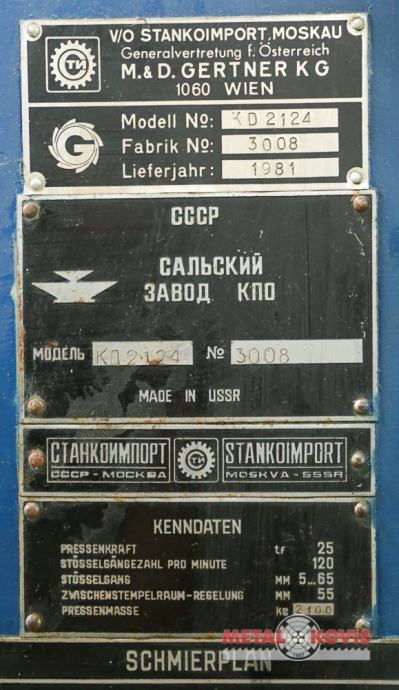 V/O STANKOIMPORT, MOSKAU
Generalvertretung f. Österreich
M. & D. GERTNER K G
1060 WIEN
СТИ
G
Modell №: KD 2124
Fabrik №: 3008
Lieferjahr: 1981
СССР
САЛЬСКИЙ
ЗАВОД КПО
МОДЕЛЬ КД2124 № 3008
MADE IN USSR
СТАНКОИМПОРТ СТИ STANKOIMPORT
СССР - МОСКВА MOSKVA - SSSR
KENNDATEN
PRESSENKRAFT tf 25
STÖSSELGÄNGEZAHL PRO MINUTE 120
STÖSSELGANG MM 5...65
ZWISCHENSTEMPELRAUM-REGELUNG MM 55
PRESSENMASSE kg 2100
METAL KOVIS
SCHMIERPLAN